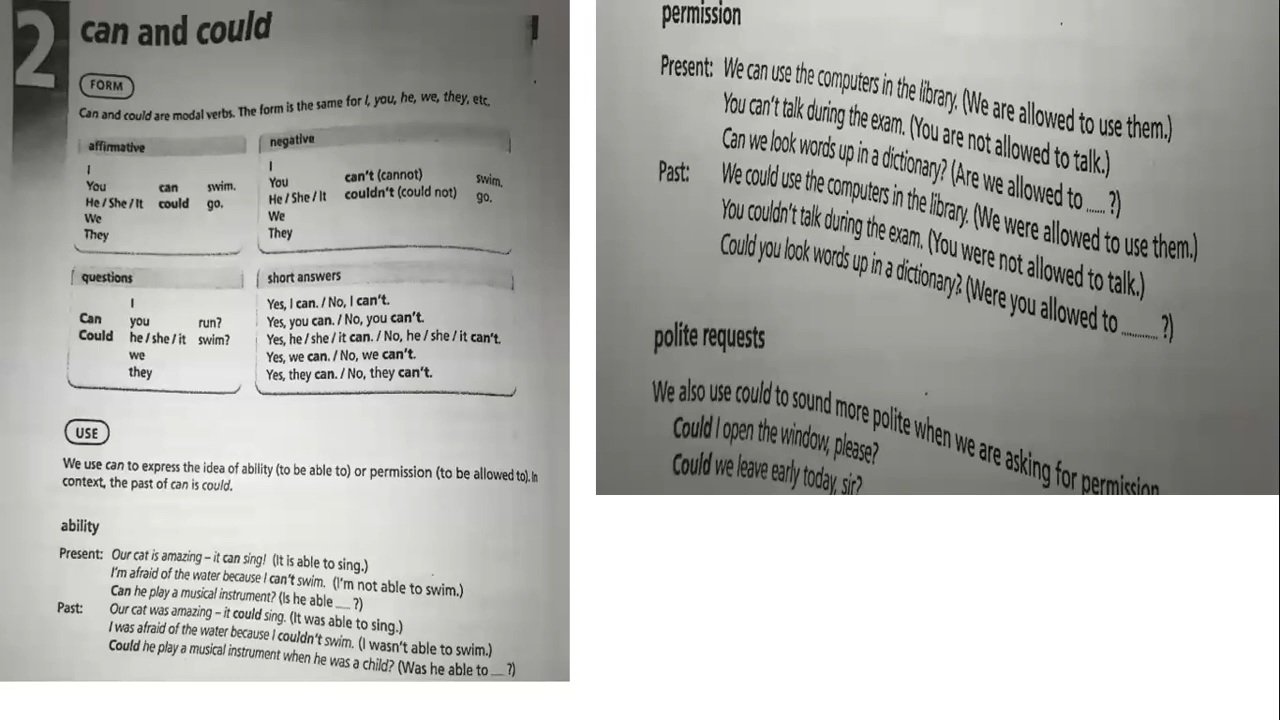 2 can and could
FORM
Can and could are modal verbs. The form is the same for I, you, he, we, they, etc.
affirmative
I
You can swim.
He / She / It could go.
We
They
negative
I
You can't (cannot) swim.
He / She / It couldn't (could not) go.
We
They
questions
I
Can you run?
Could he / she / it swim?
we
they
short answers
Yes, I can. / No, I can't.
Yes, you can. / No, you can't.
Yes, he / she / it can. / No, he / she / it can't.
Yes, we can. / No, we can't.
Yes, they can. / No, they can't.
USE
We use can to express the idea of ability (to be able to) or permission (to be allowed to). In
context, the past of can is could.
ability
Present: Our cat is amazing – it can sing! (It is able to sing.)
I'm afraid of the water because I can't swim. (I'm not able to swim.)
Can he play a musical instrument? (Is he able ___ ?)
Past: Our cat was amazing – it could sing. (It was able to sing.)
I was afraid of the water because I couldn't swim. (I wasn't able to swim.)
Could he play a musical instrument when he was a child? (Was he able to ___ ?)
permission
Present: We can use the computers in the library. (We are allowed to use them.)
You can't talk during the exam. (You are not allowed to talk.)
Can we look words up in a dictionary? (Are we allowed to ...... ?)
Past: We could use the computers in the library. (We were allowed to use them.)
You couldn't talk during the exam. (You were not allowed to talk.)
Could you look words up in a dictionary? (Were you allowed to ............ ?)
polite requests
We also use could to sound more polite when we are asking for permission
Could I open the window, please?
Could we leave early today, sir?